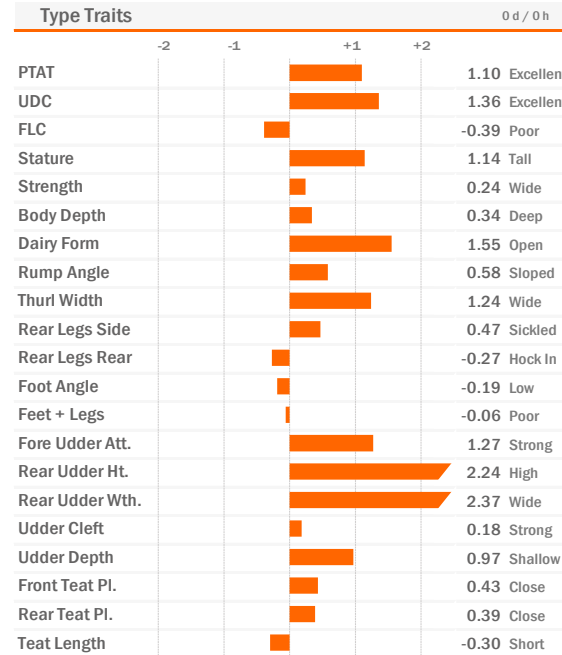 Type Traits 0 d / 0 h
-2 -1 +1 +2
PTAT 1.10 Excellen
UDC 1.36 Excellen
FLC -0.39 Poor
Stature 1.14 Tall
Strength 0.24 Wide
Body Depth 0.34 Deep
Dairy Form 1.55 Open
Rump Angle 0.58 Sloped
Thurl Width 1.24 Wide
Rear Legs Side 0.47 Sickled
Rear Legs Rear -0.27 Hock In
Foot Angle -0.19 Low
Feet + Legs -0.06 Poor
Fore Udder Att. 1.27 Strong
Rear Udder Ht. 2.24 High
Rear Udder Wth. 2.37 Wide
Udder Cleft 0.18 Strong
Udder Depth 0.97 Shallow
Front Teat Pl. 0.43 Close
Rear Teat Pl. 0.39 Close
Teat Length -0.30 Short